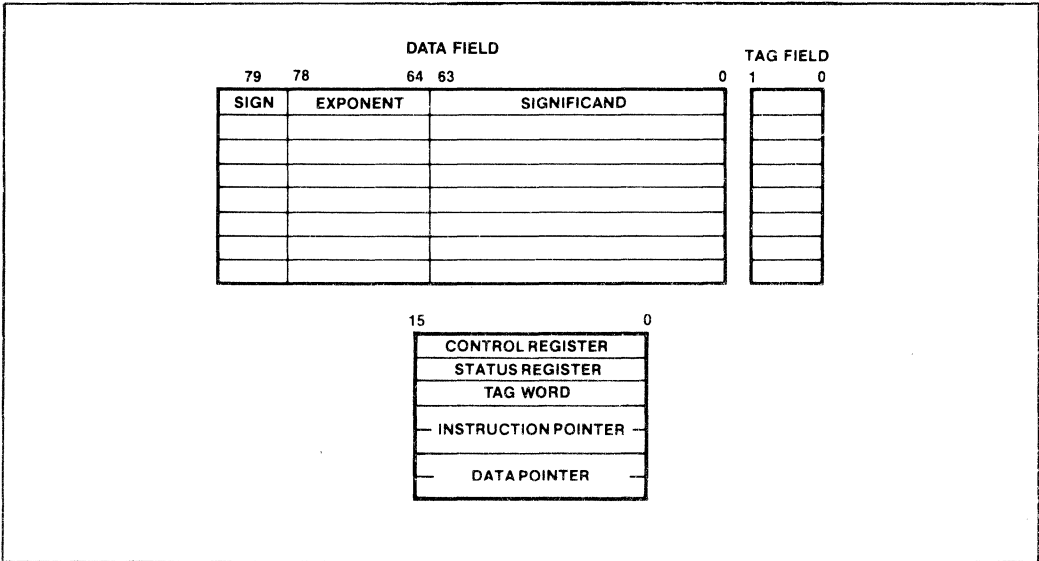 DATA FIELD
TAG FIELD
79 78 64 63 0 1 0
SIGN EXPONENT SIGNIFICAND
15 0
CONTROL REGISTER
STATUS REGISTER
TAG WORD
INSTRUCTION POINTER
DATA POINTER